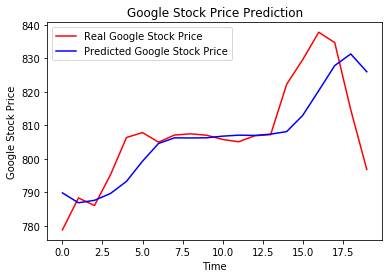 Google Stock Price Prediction
Real Google Stock Price
Predicted Google Stock Price
Google Stock Price
840
830
820
810
800
790
780
0.0 2.5 5.0 7.5 10.0 12.5 15.0 17.5
Time